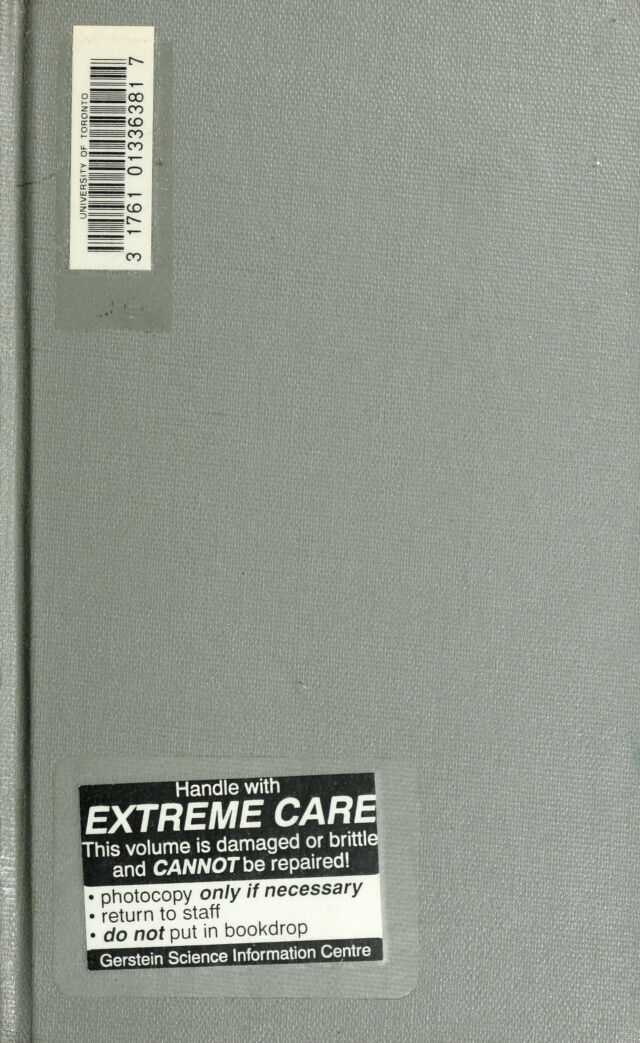 UNIVERSITY OF TORONTO
3 1761 01336381 7
Handle with
EXTREME CARE
This volume is damaged or brittle
and CANNOT be repaired!
• photocopy only if necessary
• return to staff
• do not put in bookdrop
Gerstein Science Information Centre